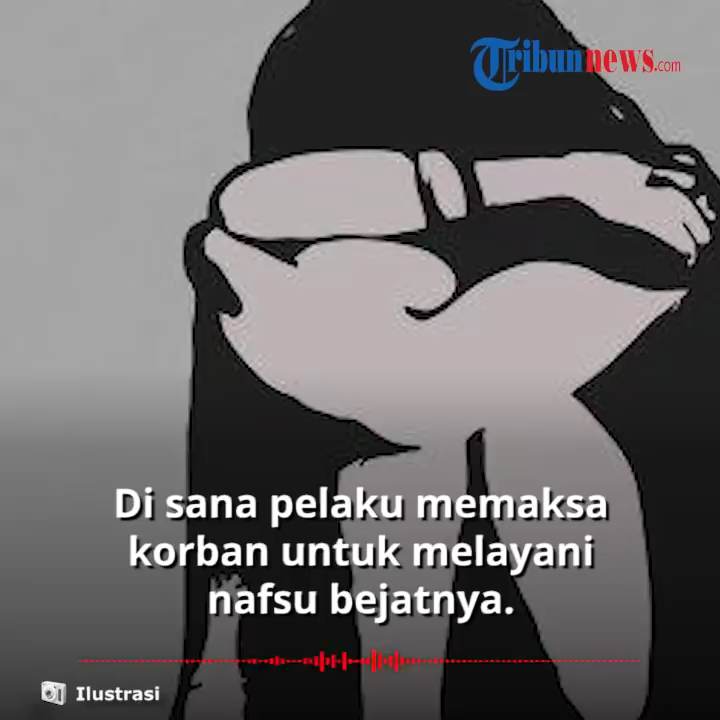 Tribunnews.com
Di sana pelaku memaksa
korban untuk melayani
nafsu bejatnya.
Ilustrasi